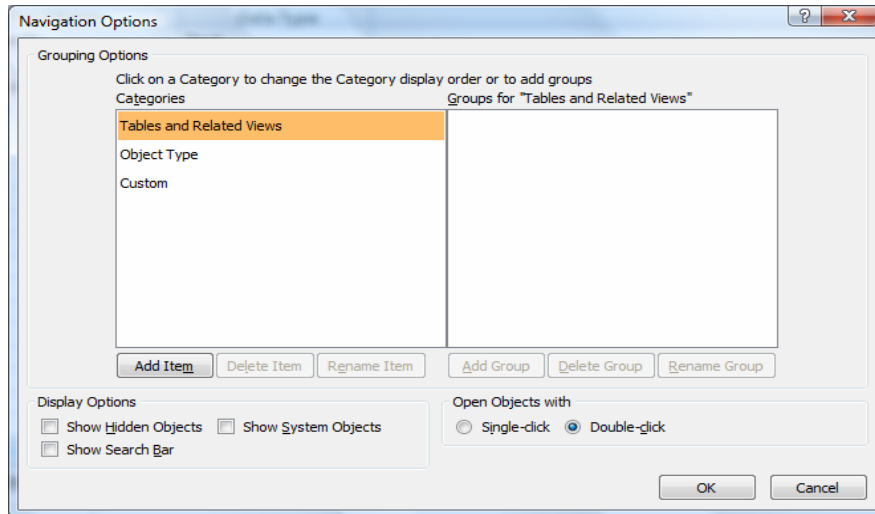 Navigation Options
Grouping Options
Click on a Category to change the Category display order or to add groups
Categories
Groups for "Tables and Related Views"
Tables and Related Views
Object Type
Custom
Add Item
Delete Item
Rename Item
Add Group
Delete Group
Rename Group
Display Options
Show Hidden Objects
Show System Objects
Show Search Bar
Open Objects with
Single-click
Double-click
OK
Cancel